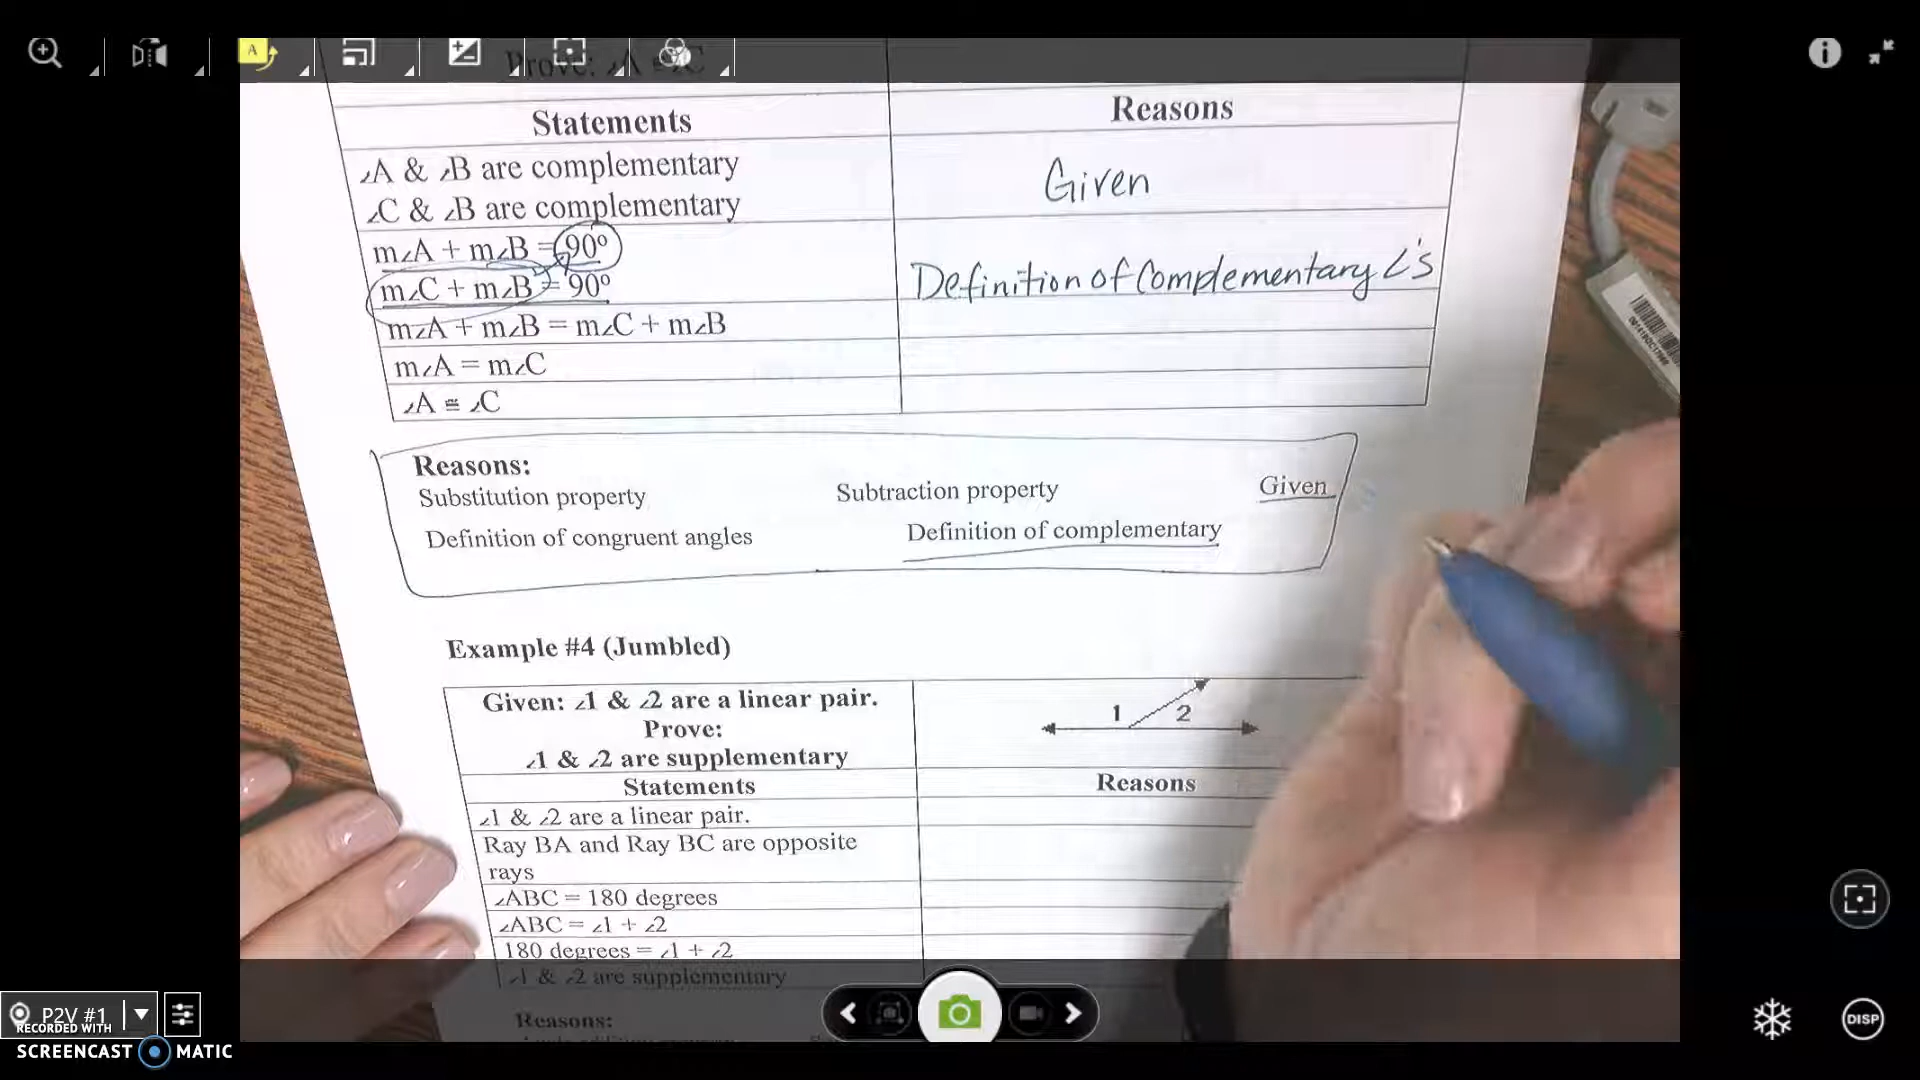 Prove: ∠A ≅ ∠C
Statements
Reasons
∠A & ∠B are complementary
∠C & ∠B are complementary
Given
m∠A + m∠B = 90º
m∠C + m∠B = 90º
Definition of Complementary ∠'s
m∠A + m∠B = m∠C + m∠B
m∠A = m∠C
∠A ≅ ∠C
Reasons:
Substitution property
Subtraction property
Given
Definition of congruent angles
Definition of complementary
Example #4 (Jumbled)
Given: ∠1 & ∠2 are a linear pair.
Prove:
∠1 & ∠2 are supplementary
1 2
Statements
Reasons
∠1 & ∠2 are a linear pair.
Ray BA and Ray BC are opposite
rays
∠ABC = 180 degrees
∠ABC = ∠1 + ∠2
180 degrees = ∠1 + ∠2
∠1 & ∠2 are supplementary
Reasons:
A
P2V #1
DISP
RECORDED WITH
SCREENCAST MATIC